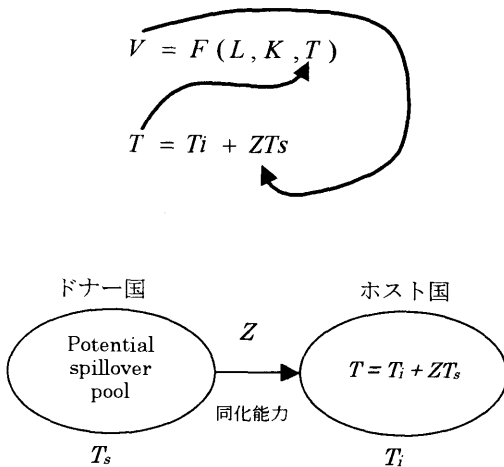 V = F ( L , K , T )
T = Ti + ZTs
ドナー国
ホスト国
Potential
spillover
pool
Z
T = Ti + ZTs
同化能力
Ts
Ti